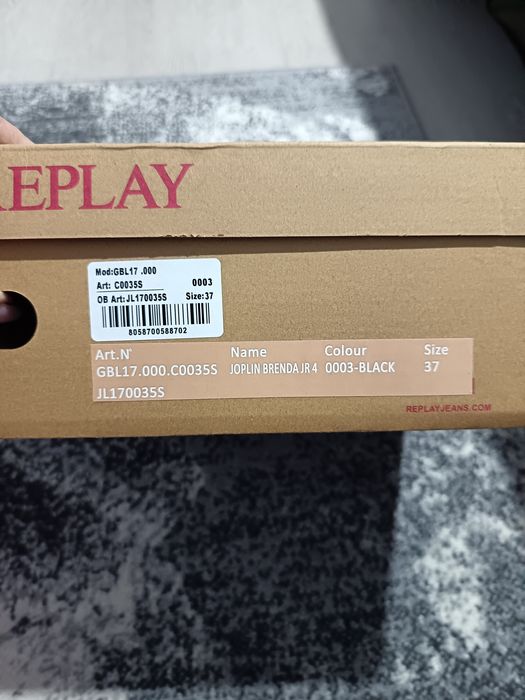 REPLAY
Mod:GBL17 .000
Art: C0035S 0003
OB Art:JL170035S Size:37
8058700588702
Art.N° Name Colour Size
GBL17.000.C0035S JOPLIN BRENDA JR 4 0003-BLACK 37
JL170035S
REPLAYJEANS.COM